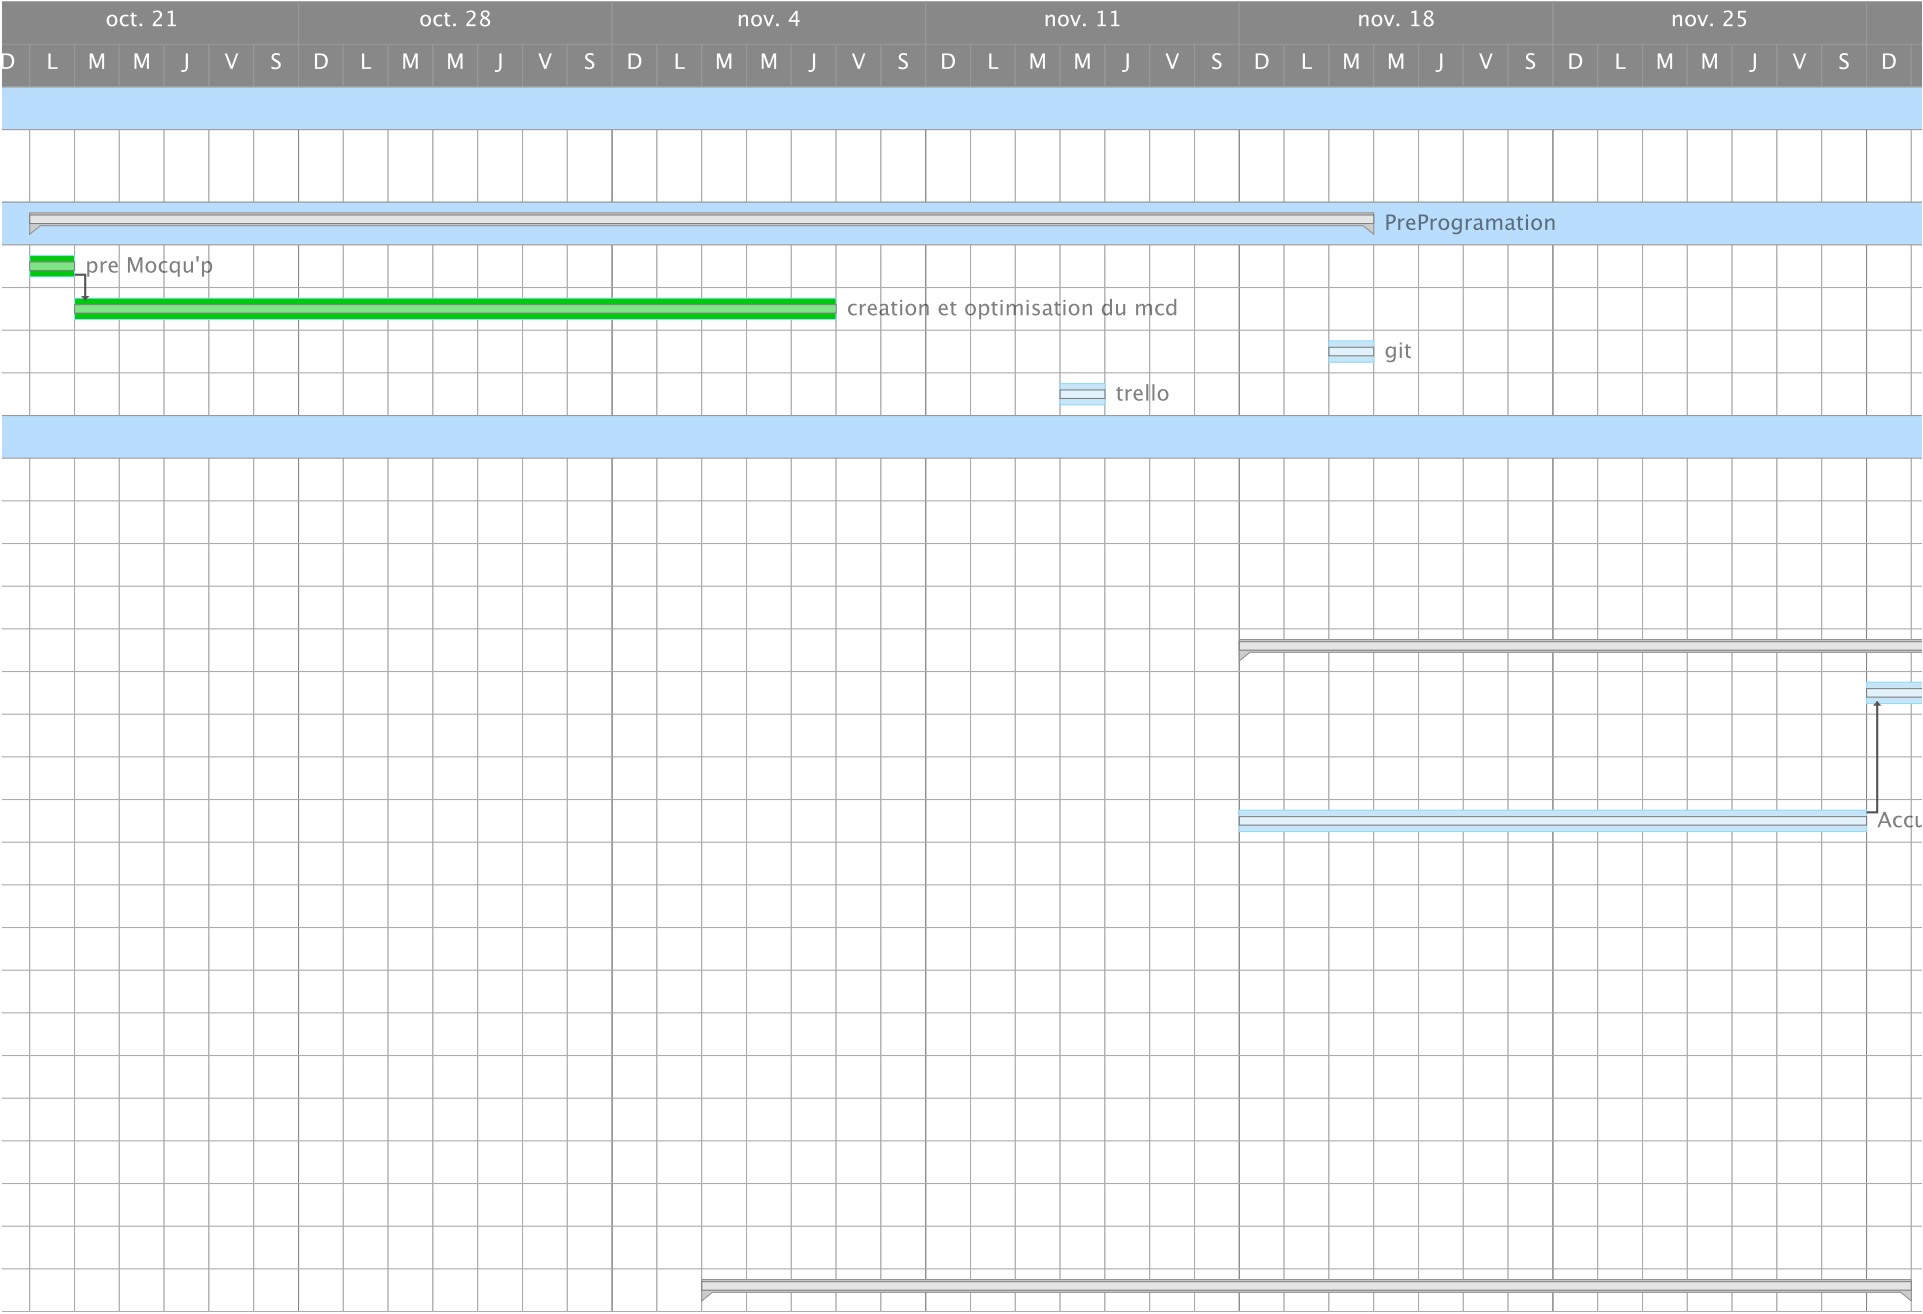 oct. 21 oct. 28 nov. 4 nov. 11 nov. 18 nov. 25
D L M M J V S D L M M J V S D L M M J V S D L M M J V S D L M M J V S D L M M J V S D
PreProgramation
pre Mocqu'p
creation et optimisation du mcd
git
trello
Accu